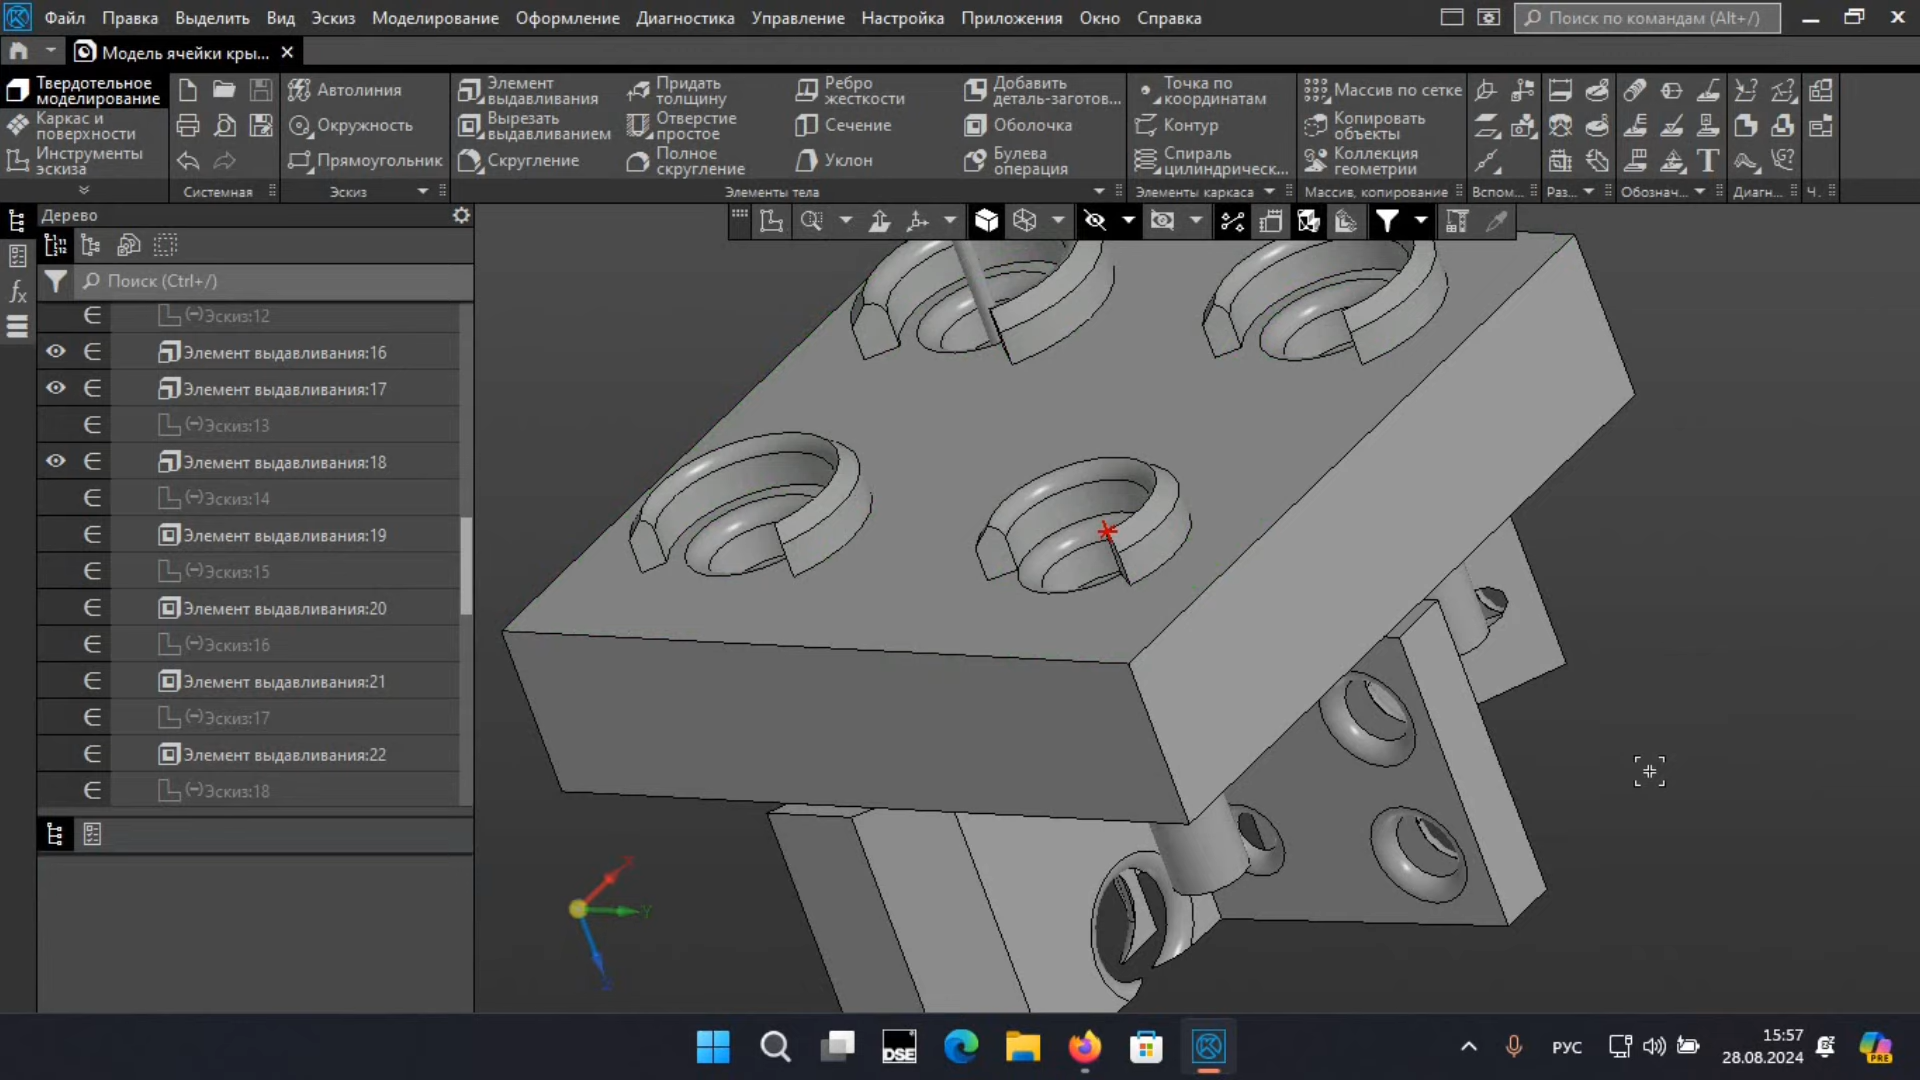 Файл Правка Выделить Вид Эскиз Моделирование Оформление Диагностика Управление Настройка Приложения Окно Справка Поиск по командам (Alt+/)
Модель ячейки кры...
Твердотельное моделирование
Каркас и поверхности
Инструменты эскиза
Системная
Автолиния
Окружность
Прямоугольник
Эскиз
Элемент выдавливания
Вырезать выдавливанием
Скругление
Придать толщину
Отверстие простое
Полное скругление
Ребро жесткости
Сечение
Уклон
Добавить деталь-заготов...
Оболочка
Булева операция
Элементы тела
Точка по координатам
Контур
Спираль цилиндрическ...
Элементы каркаса
Массив по сетке
Копировать объекты
Коллекция геометрии
Массив, копирование
Вспом...
Раз...
Обознач...
Диагн...
Ч...
Дерево
Поиск (Ctrl+/)
(-)Эскиз:12
Элемент выдавливания:16
Элемент выдавливания:17
(-)Эскиз:13
Элемент выдавливания:18
(-)Эскиз:14
Элемент выдавливания:19
(-)Эскиз:15
Элемент выдавливания:20
(-)Эскиз:16
Элемент выдавливания:21
(-)Эскиз:17
Элемент выдавливания:22
(-)Эскиз:18
X
Y
Z
DSE
РУС
15:57
28.08.2024
PRE